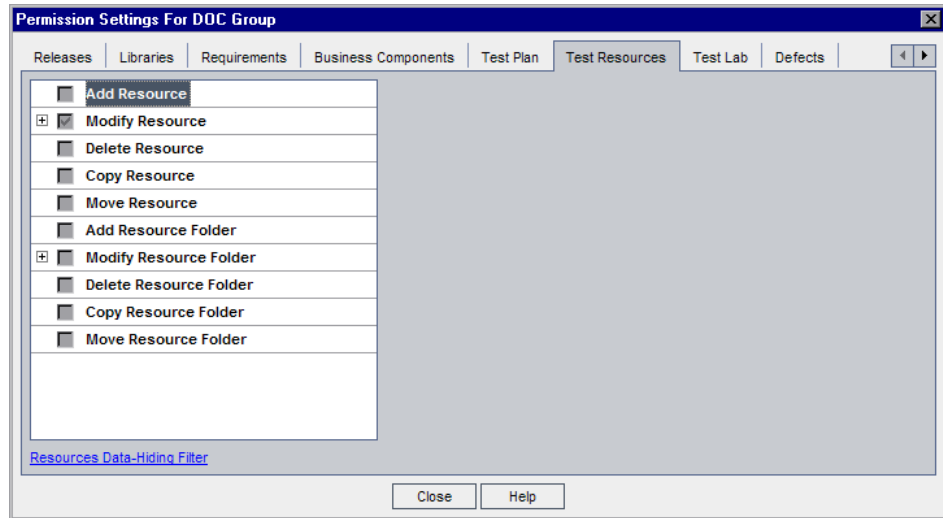 Permission Settings For DOC Group
Releases Libraries Requirements Business Components Test Plan Test Resources Test Lab Defects
Add Resource
Modify Resource
Delete Resource
Copy Resource
Move Resource
Add Resource Folder
Modify Resource Folder
Delete Resource Folder
Copy Resource Folder
Move Resource Folder
Resources Data-Hiding Filter
Close Help